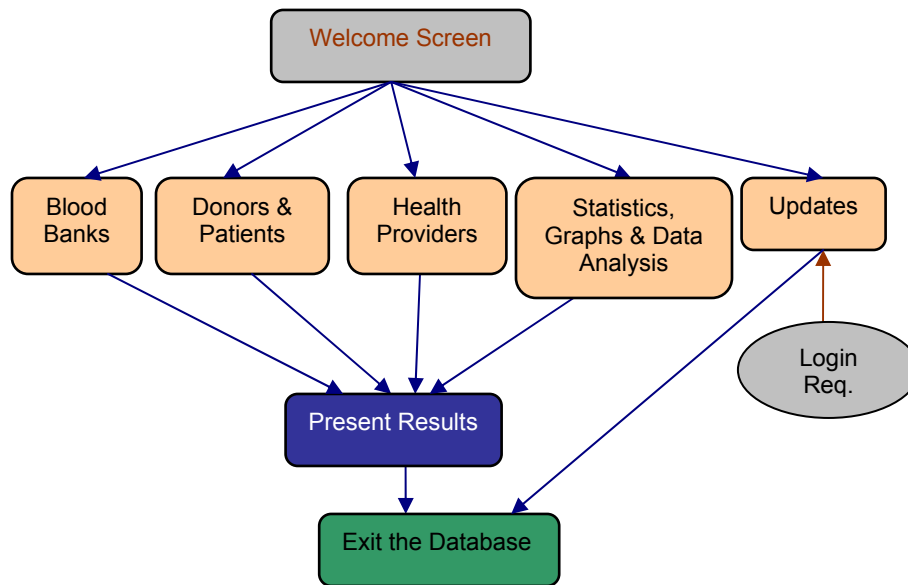 Welcome Screen
Blood
Banks
Donors &
Patients
Health
Providers
Statistics,
Graphs & Data
Analysis
Updates
Login
Req.
Present Results
Exit the Database